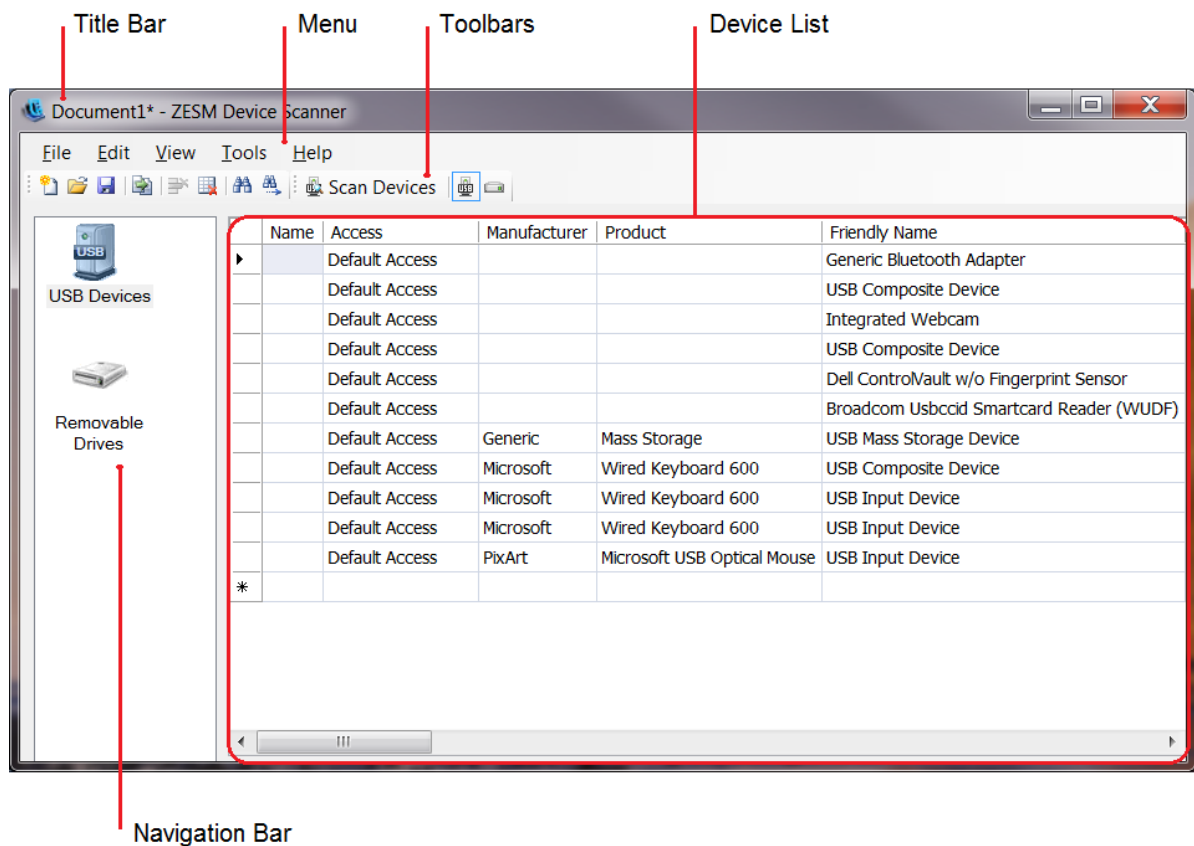 Title Bar Menu Toolbars Device List
Document1* - ZESM Device Scanner
File Edit View Tools Help
Scan Devices
USB
USB Devices
Removable
Drives
Name Access Manufacturer Product Friendly Name
Default Access Generic Bluetooth Adapter
Default Access USB Composite Device
Default Access Integrated Webcam
Default Access USB Composite Device
Default Access Dell ControlVault w/o Fingerprint Sensor
Default Access Broadcom Usbccid Smartcard Reader (WUDF)
Default Access Generic Mass Storage USB Mass Storage Device
Default Access Microsoft Wired Keyboard 600 USB Composite Device
Default Access Microsoft Wired Keyboard 600 USB Input Device
Default Access Microsoft Wired Keyboard 600 USB Input Device
Default Access PixArt Microsoft USB Optical Mouse USB Input Device
Navigation Bar